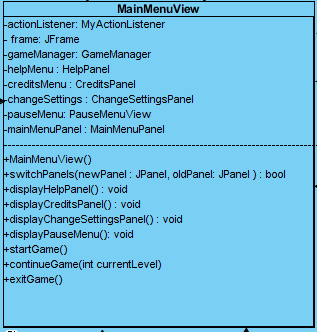 MainMenuView
-actionListener: MyActionListener
- frame: JFrame
-gameManager: GameManager
-helpMenu : HelpPanel
-creditsMenu : CreditsPanel
-changeSettings : ChangeSettingsPanel
-pauseMenu: PauseMenuView
-mainMenuPanel : MainMenuPanel
+MainMenuView()
+switchPanels(newPanel : JPanel, oldPanel: JPanel ) : bool
+displayHelpPanel() : void
+displayCreditsPanel() : void
+displayChangeSettingsPanel() : void
+displayPauseMenu(): void
+startGame()
+continueGame(int currentLevel)
+exitGame()